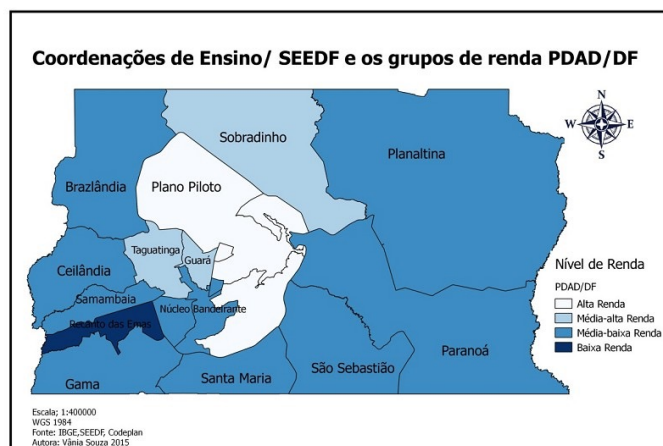 Coordenações de Ensino/ SEEDF e os grupos de renda PDAD/DF
N
W E
S
Sobradinho
Planaltina
Brazlândia
Plano Piloto
Taguatinga
Guará
Ceilândia
Samambaia
Núcleo Bandeirante
Recanto das Emas
Gama
Santa Maria
São Sebastião
Paranoá
Nível de Renda
PDAD/DF
Alta Renda
Média-alta Renda
Média-baixa Renda
Baixa Renda
Escala; 1:400000
WGS 1984
Fonte: IBGE,SEEDF, Codeplan
Autora: Vânia Souza 2015